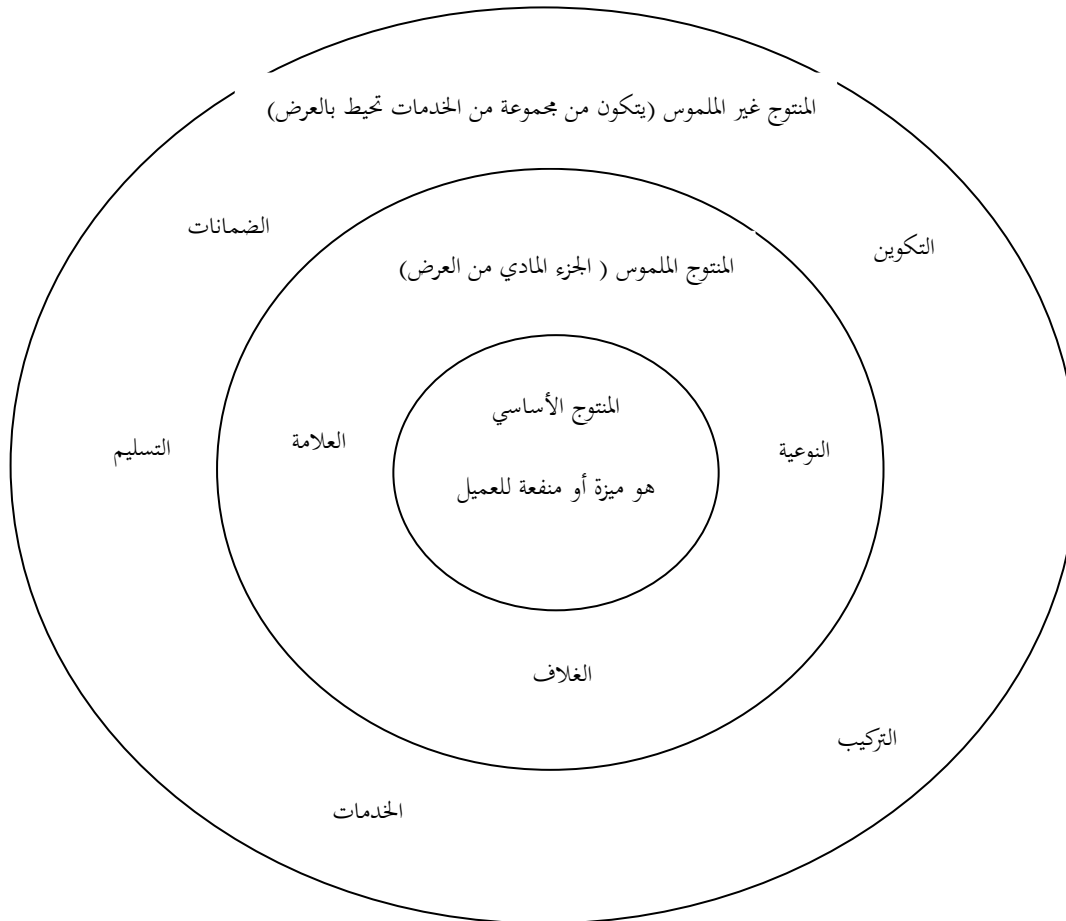 المنتوج غير الملموس (يتكون من مجموعة من الخدمات تحيط بالعرض)
الضمانات
التكوين
المنتوج الملموس ( الجزء المادي من العرض)
المنتوج الأساسي
العلامة
النوعية
التسليم
هو ميزة أو منفعة للعميل
الغلاف
التركيب
الخدمات